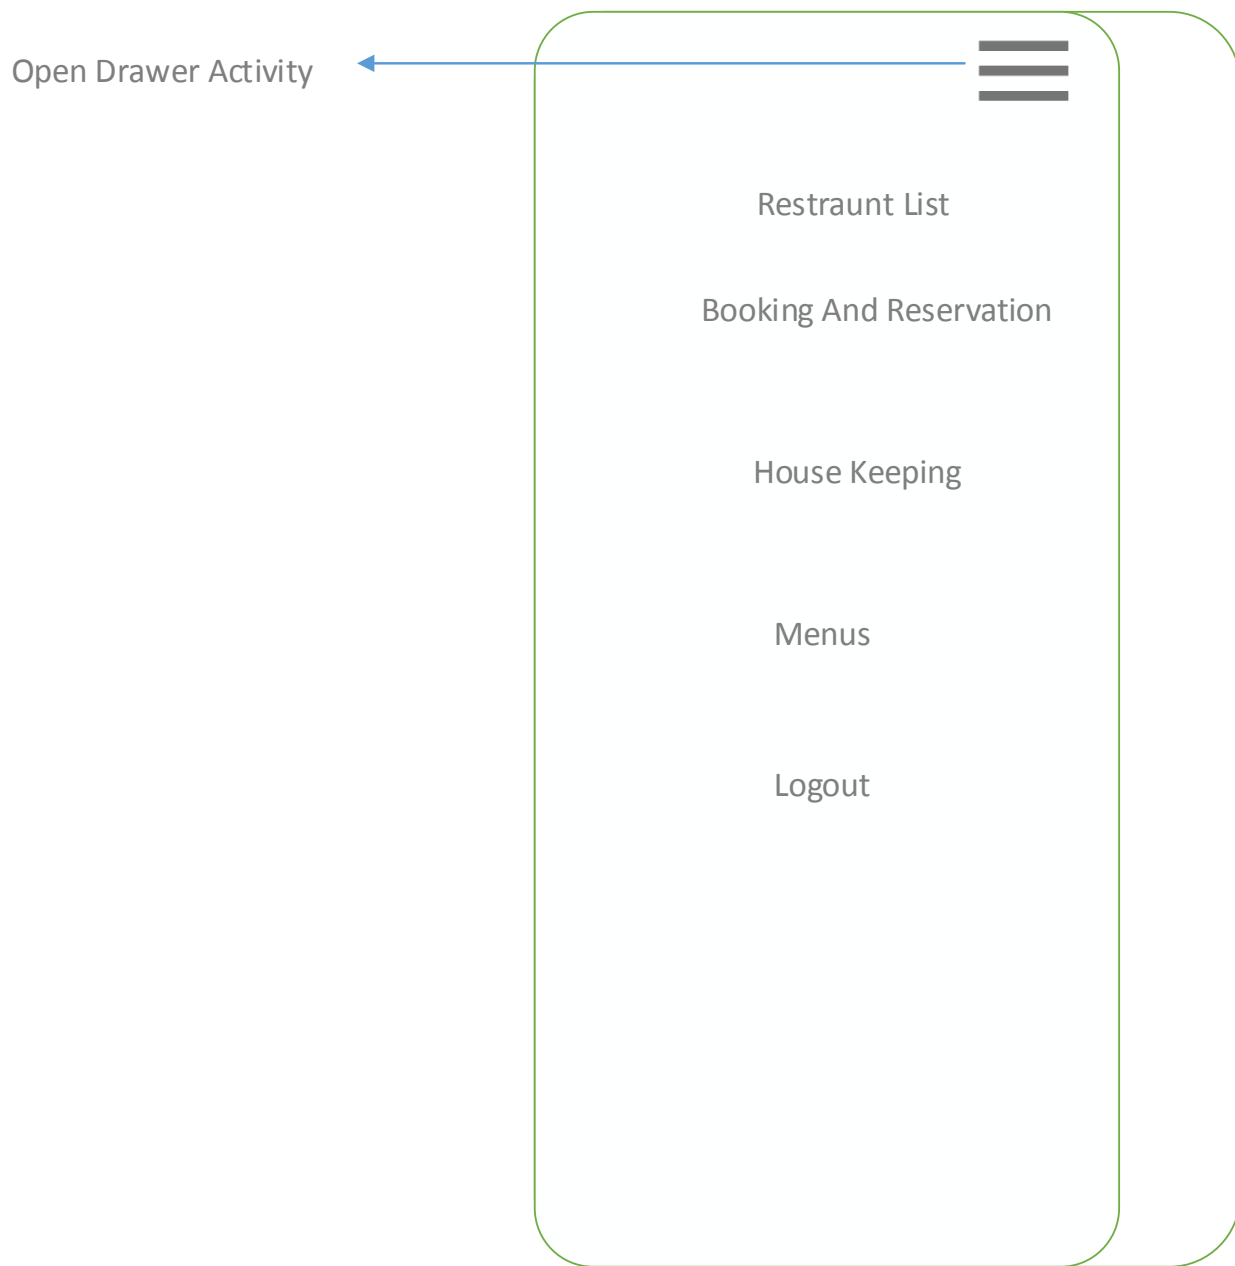 Open Drawer Activity
Restraunt List
Booking And Reservation
House Keeping
Menus
Logout